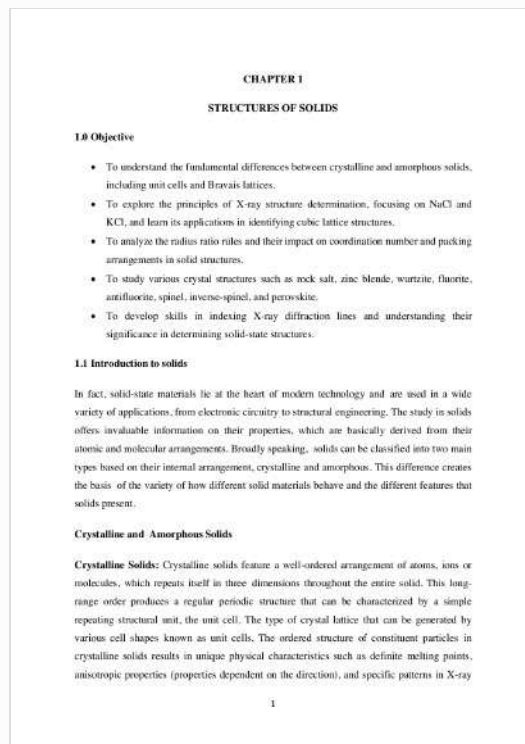 CHAPTER 1
STRUCTURES OF SOLIDS
1.0 Objective
• To understand the fundamental differences between crystalline and amorphous solids,
including unit cells and Bravais lattices.
• To explore the principles of X-ray structure determination, focusing on NaCl and
KCl, and learn its applications in identifying cubic lattice structures.
• To analyze the radius ratio rules and their impact on coordination number and packing
arrangements in solid structures.
• To study various crystal structures such as rock salt, zinc blende, wurtzite, fluorite,
antifluorite, spinel, inverse-spinel, and perovskite.
• To develop skills in indexing X-ray diffraction lines and understanding their
significance in determining solid-state structures.
1.1 Introduction to solids
In fact, solid-state materials lie at the heart of modern technology and are used in a wide
variety of applications, from electronic circuitry to structural engineering. The study in solids
offers invaluable information on their properties, which are basically derived from their
atomic and molecular arrangements. Broadly speaking, solids can be classified into two main
types based on their internal arrangement, crystalline and amorphous. This difference creates
the basis of the variety of how different solid materials behave and the different features that
solids present.
Crystalline and Amorphous Solids
Crystalline Solids: Crystalline solids feature a well-ordered arrangement of atoms, ions or
molecules, which repeats itself in three dimensions throughout the entire solid. This long-
range order produces a regular periodic structure that can be characterized by a simple
repeating structural unit, the unit cell. The type of crystal lattice that can be generated by
various cell shapes known as unit cells. The ordered structure of constituent particles in
crystalline solids results in unique physical characteristics such as definite melting points,
anisotropic properties (properties dependent on the direction), and specific patterns in X-ray
1